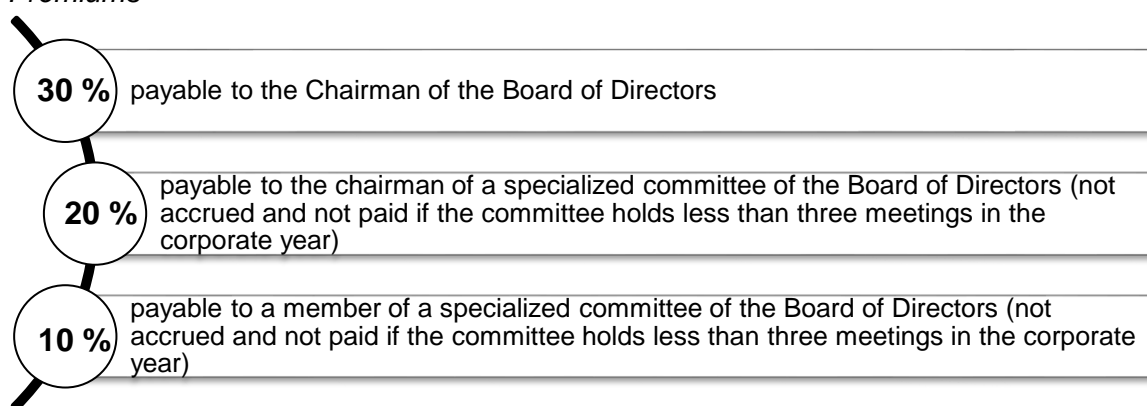 Premiums
30 %
payable to the Chairman of the Board of Directors
20 %
payable to the chairman of a specialized committee of the Board of Directors (not
accrued and not paid if the committee holds less than three meetings in the
corporate year)
10 %
payable to a member of a specialized committee of the Board of Directors (not
accrued and not paid if the committee holds less than three meetings in the corporate
year)